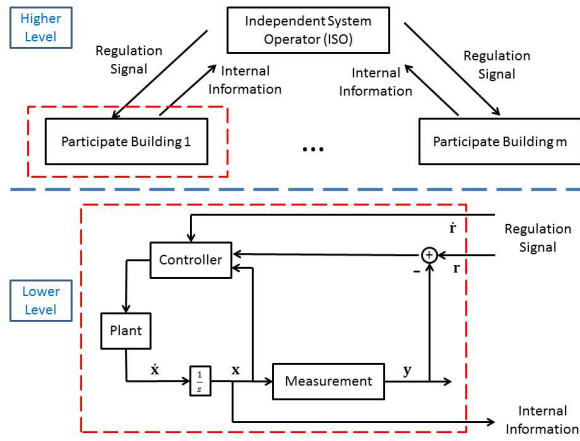 Higher
Level
Independent System
Operator (ISO)
Regulation
Signal
Internal
Information
Internal
Information
Regulation
Signal
Participate Building 1
...
Participate Building m
Lower
Level
Controller
ṙ
Regulation
Signal
+
−
r
Plant
ẋ
1
s
x
Measurement
y
Internal
Information